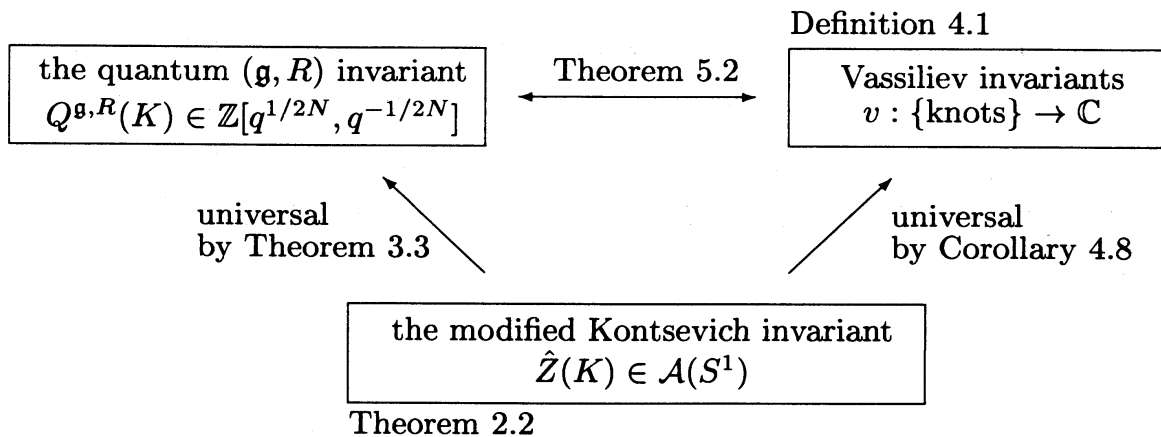 Definition 4.1
the quantum (𝔤, R) invariant
Q^{𝔤,R}(K) ∈ ℤ[q^{1/2N}, q^{-1/2N}]
Theorem 5.2
Vassiliev invariants
v : {knots} → ℂ
universal
by Theorem 3.3
universal
by Corollary 4.8
the modified Kontsevich invariant
Ẑ(K) ∈ 𝒜(S^1)
Theorem 2.2